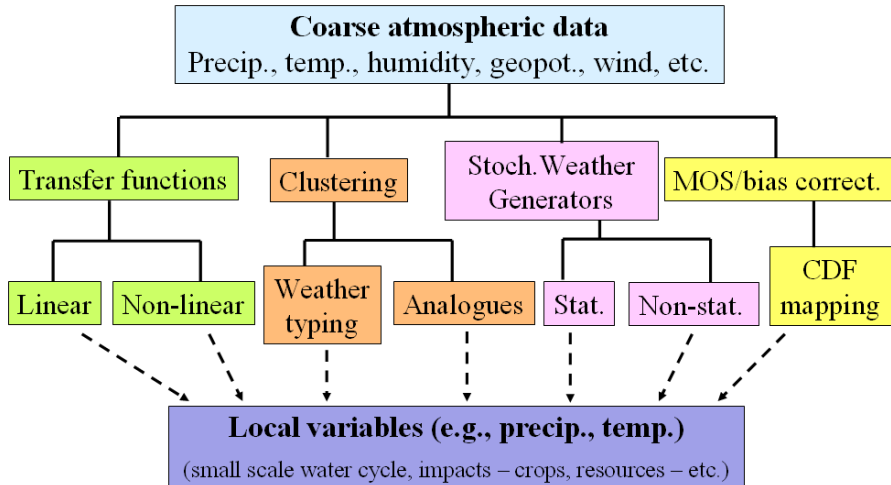 Coarse atmospheric data
Precip., temp., humidity, geopot., wind, etc.
Transfer functions
Clustering
Stoch.Weather
Generators
MOS/bias correct.
Linear
Non-linear
Weather
typing
Analogues
Stat.
Non-stat.
CDF
mapping
Local variables (e.g., precip., temp.)
(small scale water cycle, impacts – crops, resources – etc.)